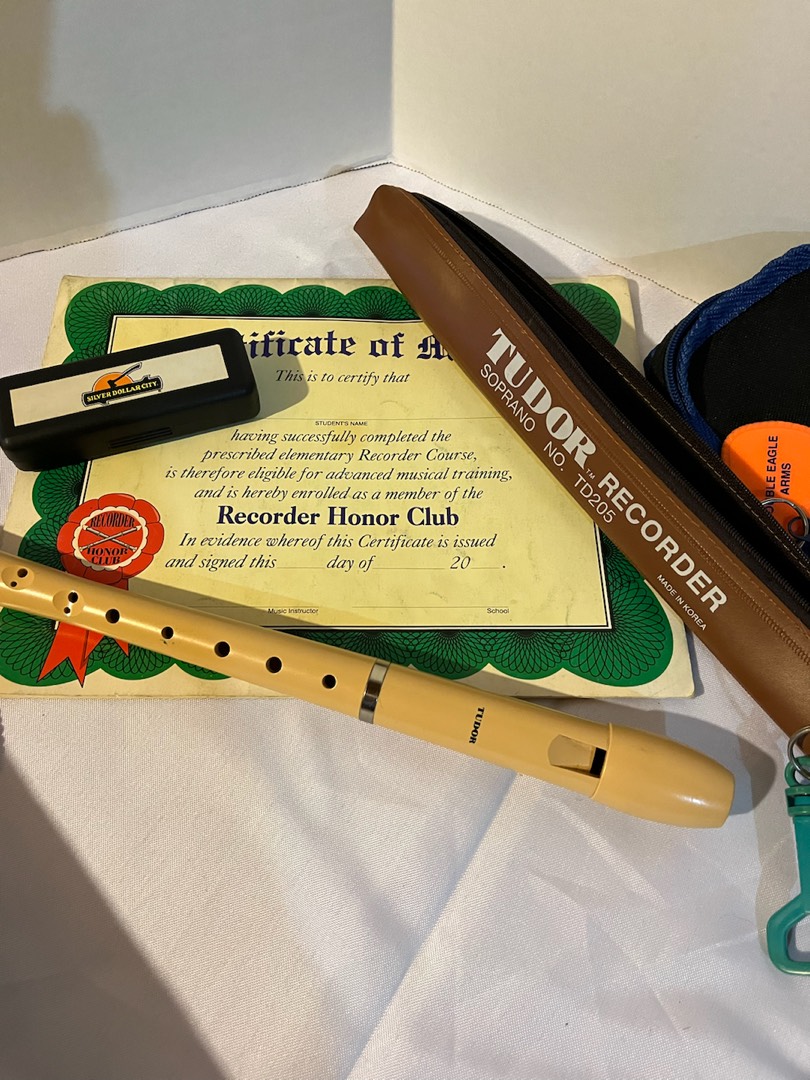 SILVER DOLLAR CITY
tificate of
This is to certify that
STUDENT'S NAME
having successfully completed the
prescribed elementary Recorder Course,
is therefore eligible for advanced musical training,
and is hereby enrolled as a member of the
Recorder Honor Club
In evidence whereof this Certificate is issued
and signed this day of 20 .
Music Instructor School
RECORDER
HONOR
CLUB
TUDOR™ RECORDER
SOPRANO NO. TD205
MADE IN KOREA
BLE EAGLE
ARMS
TUDOR